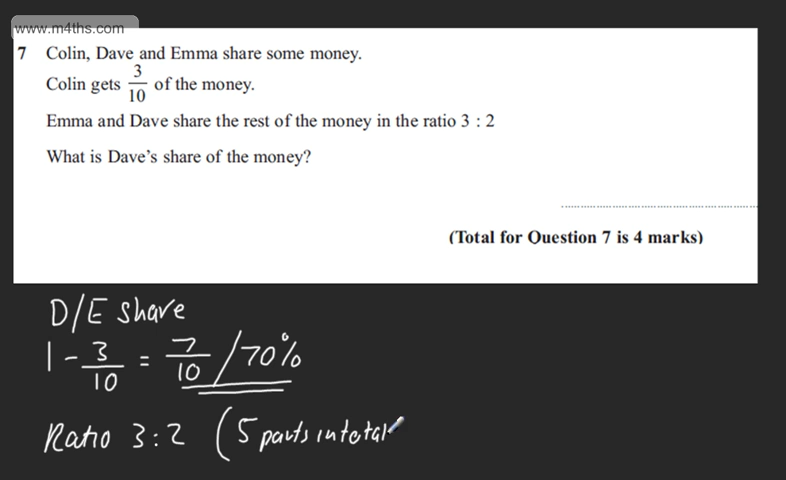 www.m4ths.com
7 Colin, Dave and Emma share some money.
Colin gets 3/10 of the money.
Emma and Dave share the rest of the money in the ratio 3 : 2
What is Dave's share of the money?
(Total for Question 7 is 4 marks)
D/E share
1 - 3/10 = 7/10 / 70%
Ratio 3:2 (5 parts in total